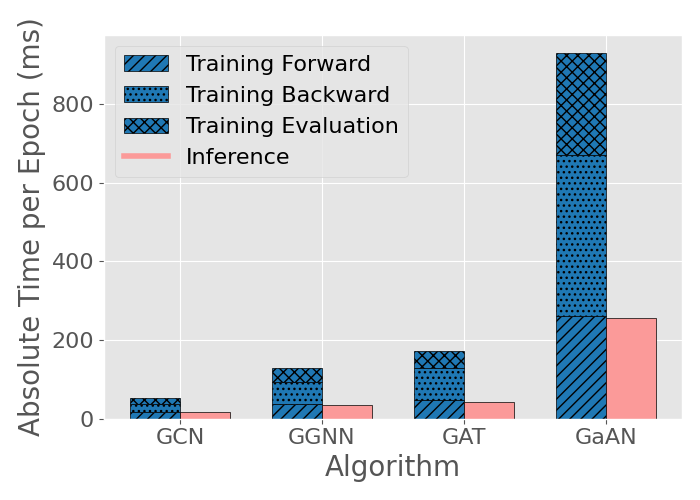 Absolute Time per Epoch (ms)
800
600
400
200
0
Training Forward
Training Backward
Training Evaluation
Inference
GCN
GGNN
GAT
GaAN
Algorithm